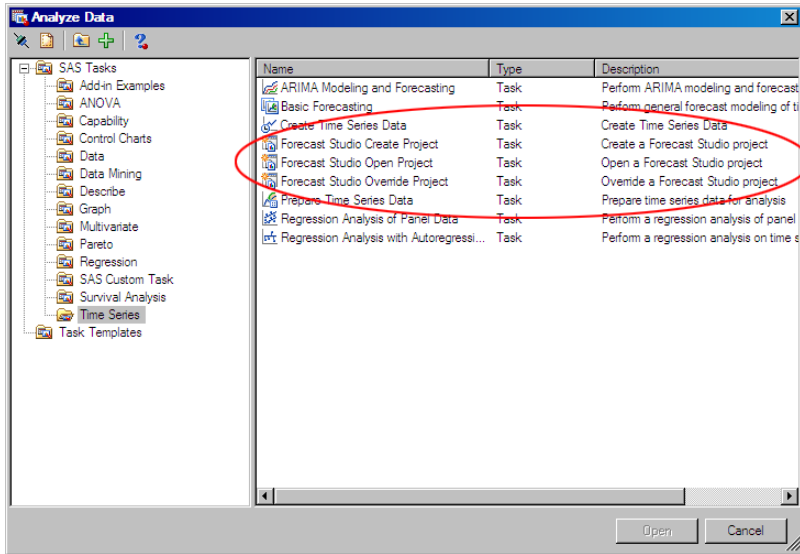 Analyze Data
SAS Tasks
Add-in Examples
ANOVA
Capability
Control Charts
Data
Data Mining
Describe
Graph
Multivariate
Pareto
Regression
SAS Custom Task
Survival Analysis
Time Series
Task Templates
Name Type Description
ARIMA Modeling and Forecasting Task Perform ARIMA modeling and forecast
Basic Forecasting Task Perform general forecast modeling of ti
Create Time Series Data Task Create Time Series Data
Forecast Studio Create Project Task Create a Forecast Studio project
Forecast Studio Open Project Task Open a Forecast Studio project
Forecast Studio Override Project Task Override a Forecast Studio project
Prepare Time Series Data Task Prepare time series data for analysis
Regression Analysis of Panel Data Task Perform a regression analysis of panel
Regression Analysis with Autoregressi... Task Perform a regression analysis on time s
Open Cancel